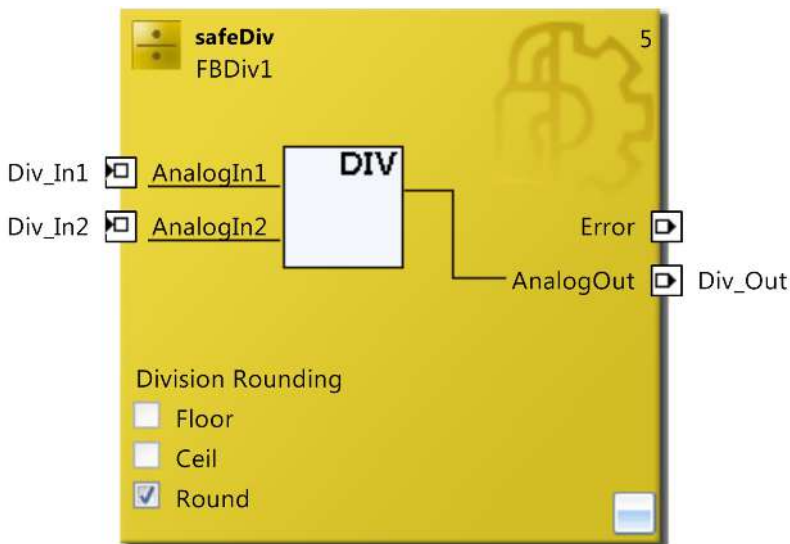 safeDiv
5
FBDiv1
DIV
Div_In1
AnalogIn1
Div_In2
AnalogIn2
Error
AnalogOut
Div_Out
Division Rounding
Floor
Ceil
Round